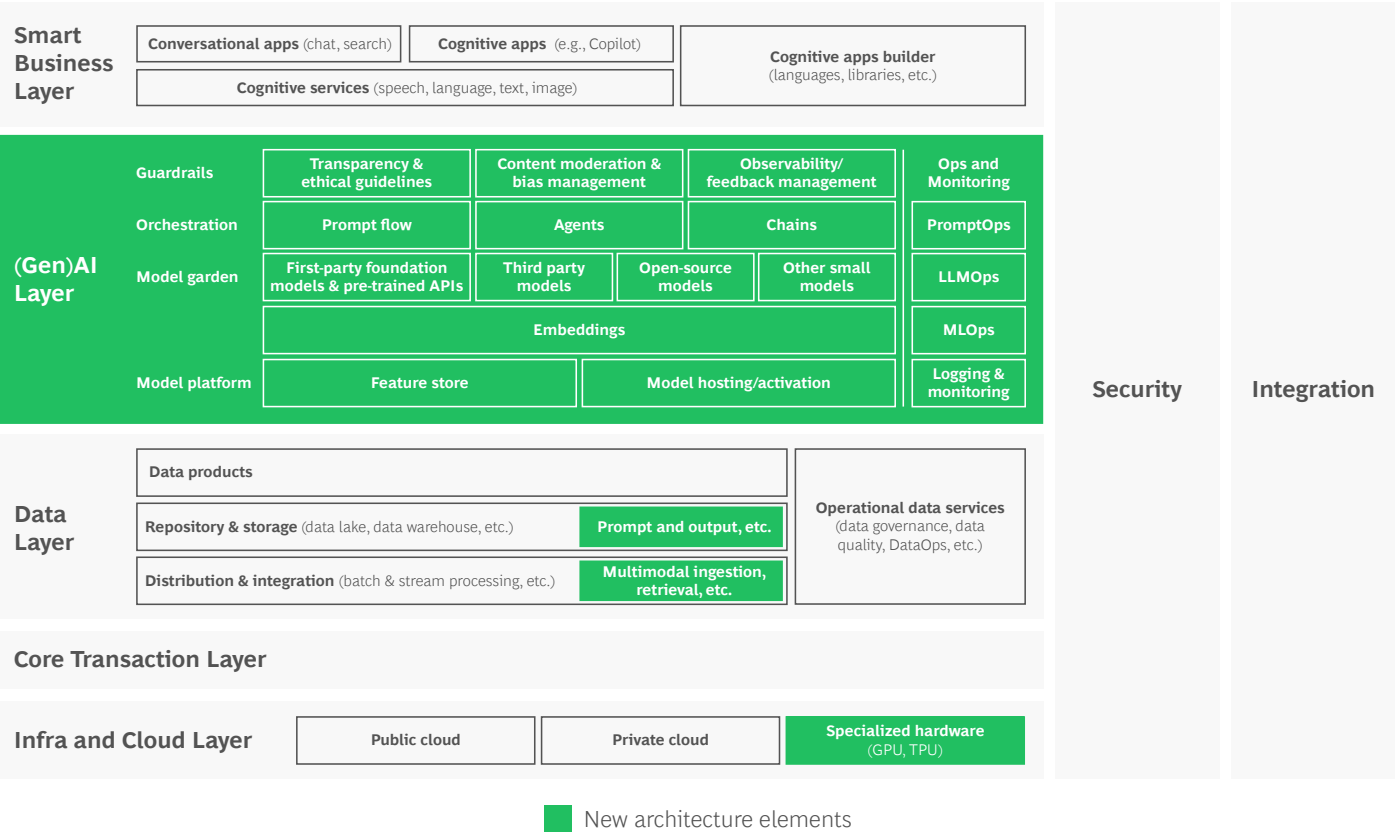 Smart
Business
Layer
Conversational apps (chat, search)
Cognitive apps (e.g., Copilot)
Cognitive services (speech, language, text, image)
Cognitive apps builder
(languages, libraries, etc.)
(Gen)AI
Layer
Guardrails
Transparency &
ethical guidelines
Content moderation &
bias management
Observability/
feedback management
Ops and
Monitoring
Orchestration
Prompt flow
Agents
Chains
PromptOps
Model garden
First-party foundation
models & pre-trained APIs
Third party
models
Open-source
models
Other small
models
LLMOps
Embeddings
MLOps
Model platform
Feature store
Model hosting/activation
Logging &
monitoring
Data
Layer
Data products
Repository & storage (data lake, data warehouse, etc.)
Prompt and output, etc.
Distribution & integration (batch & stream processing, etc.)
Multimodal ingestion,
retrieval, etc.
Operational data services
(data governance, data
quality, DataOps, etc.)
Core Transaction Layer
Infra and Cloud Layer
Public cloud
Private cloud
Specialized hardware
(GPU, TPU)
Security
Integration
New architecture elements